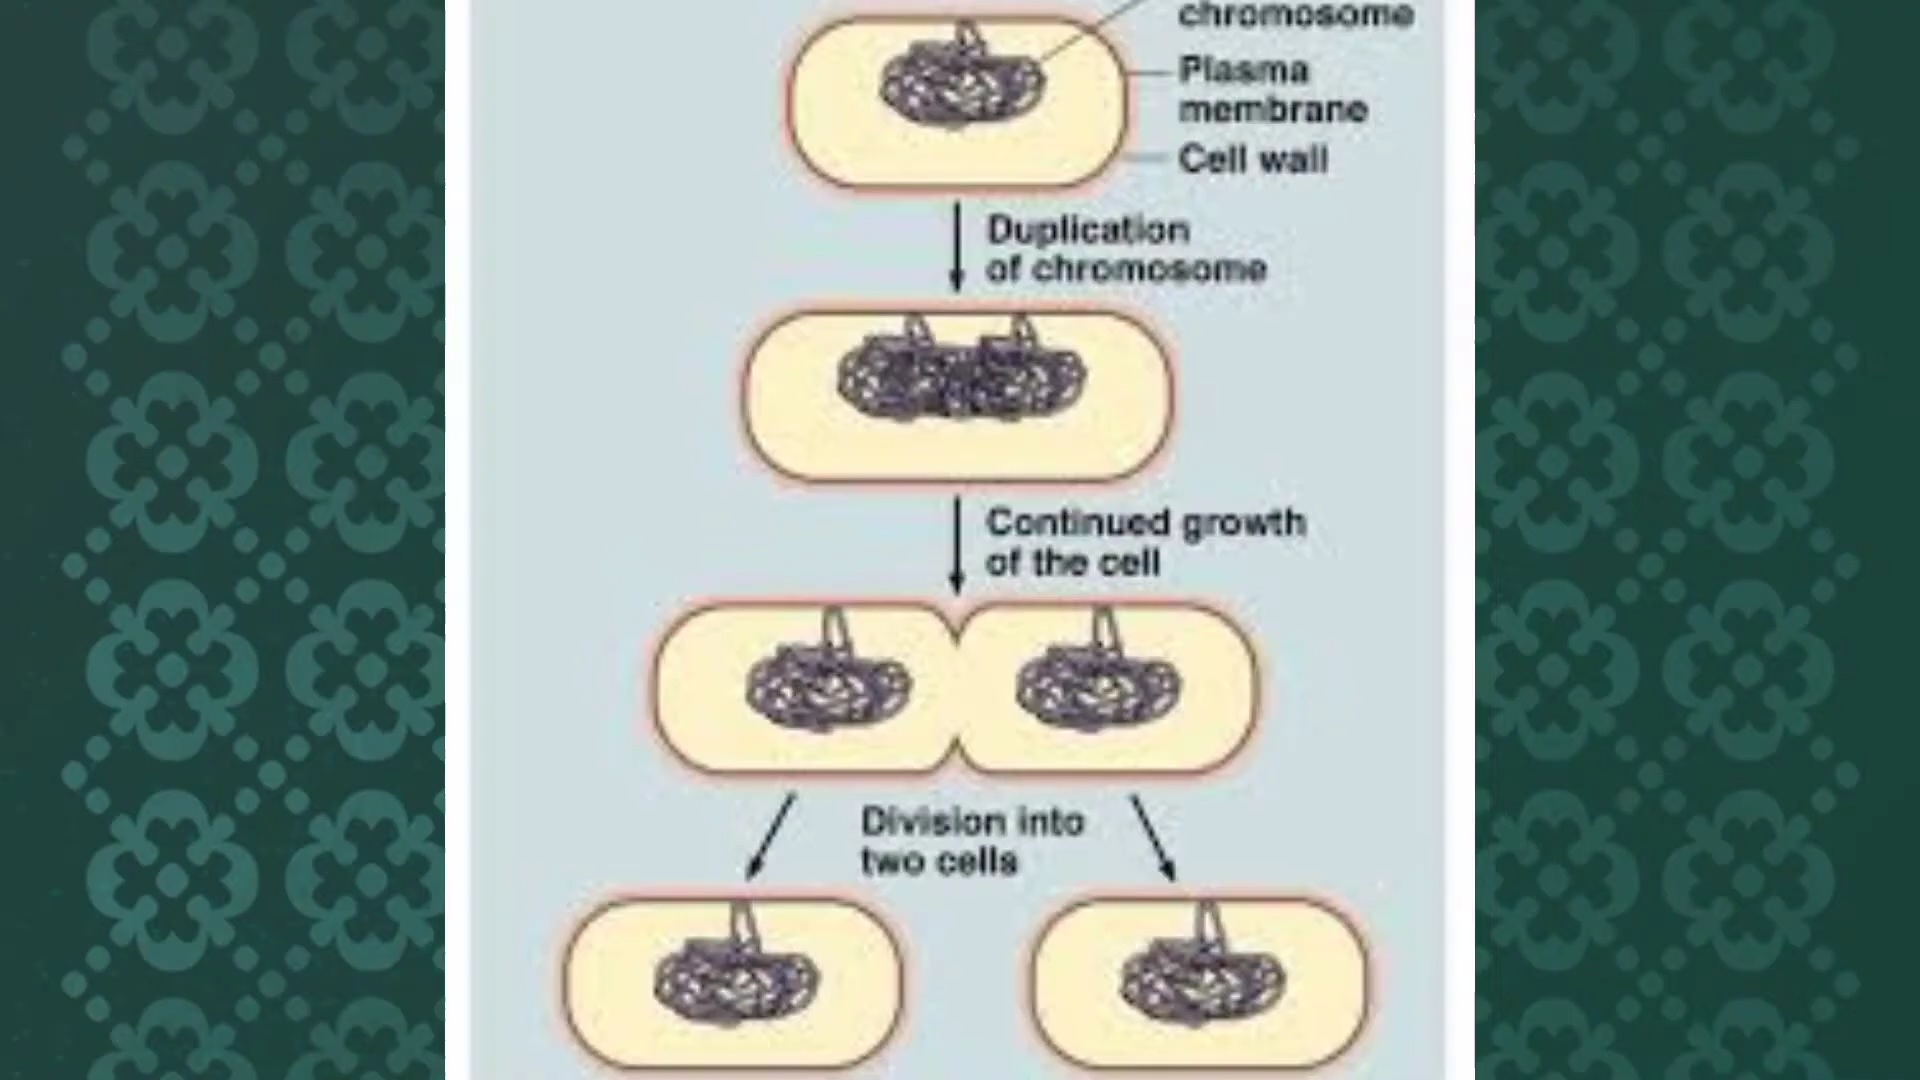 chromosome
Plasma
membrane
Cell wall
Duplication
of chromosome
Continued growth
of the cell
Division into
two cells